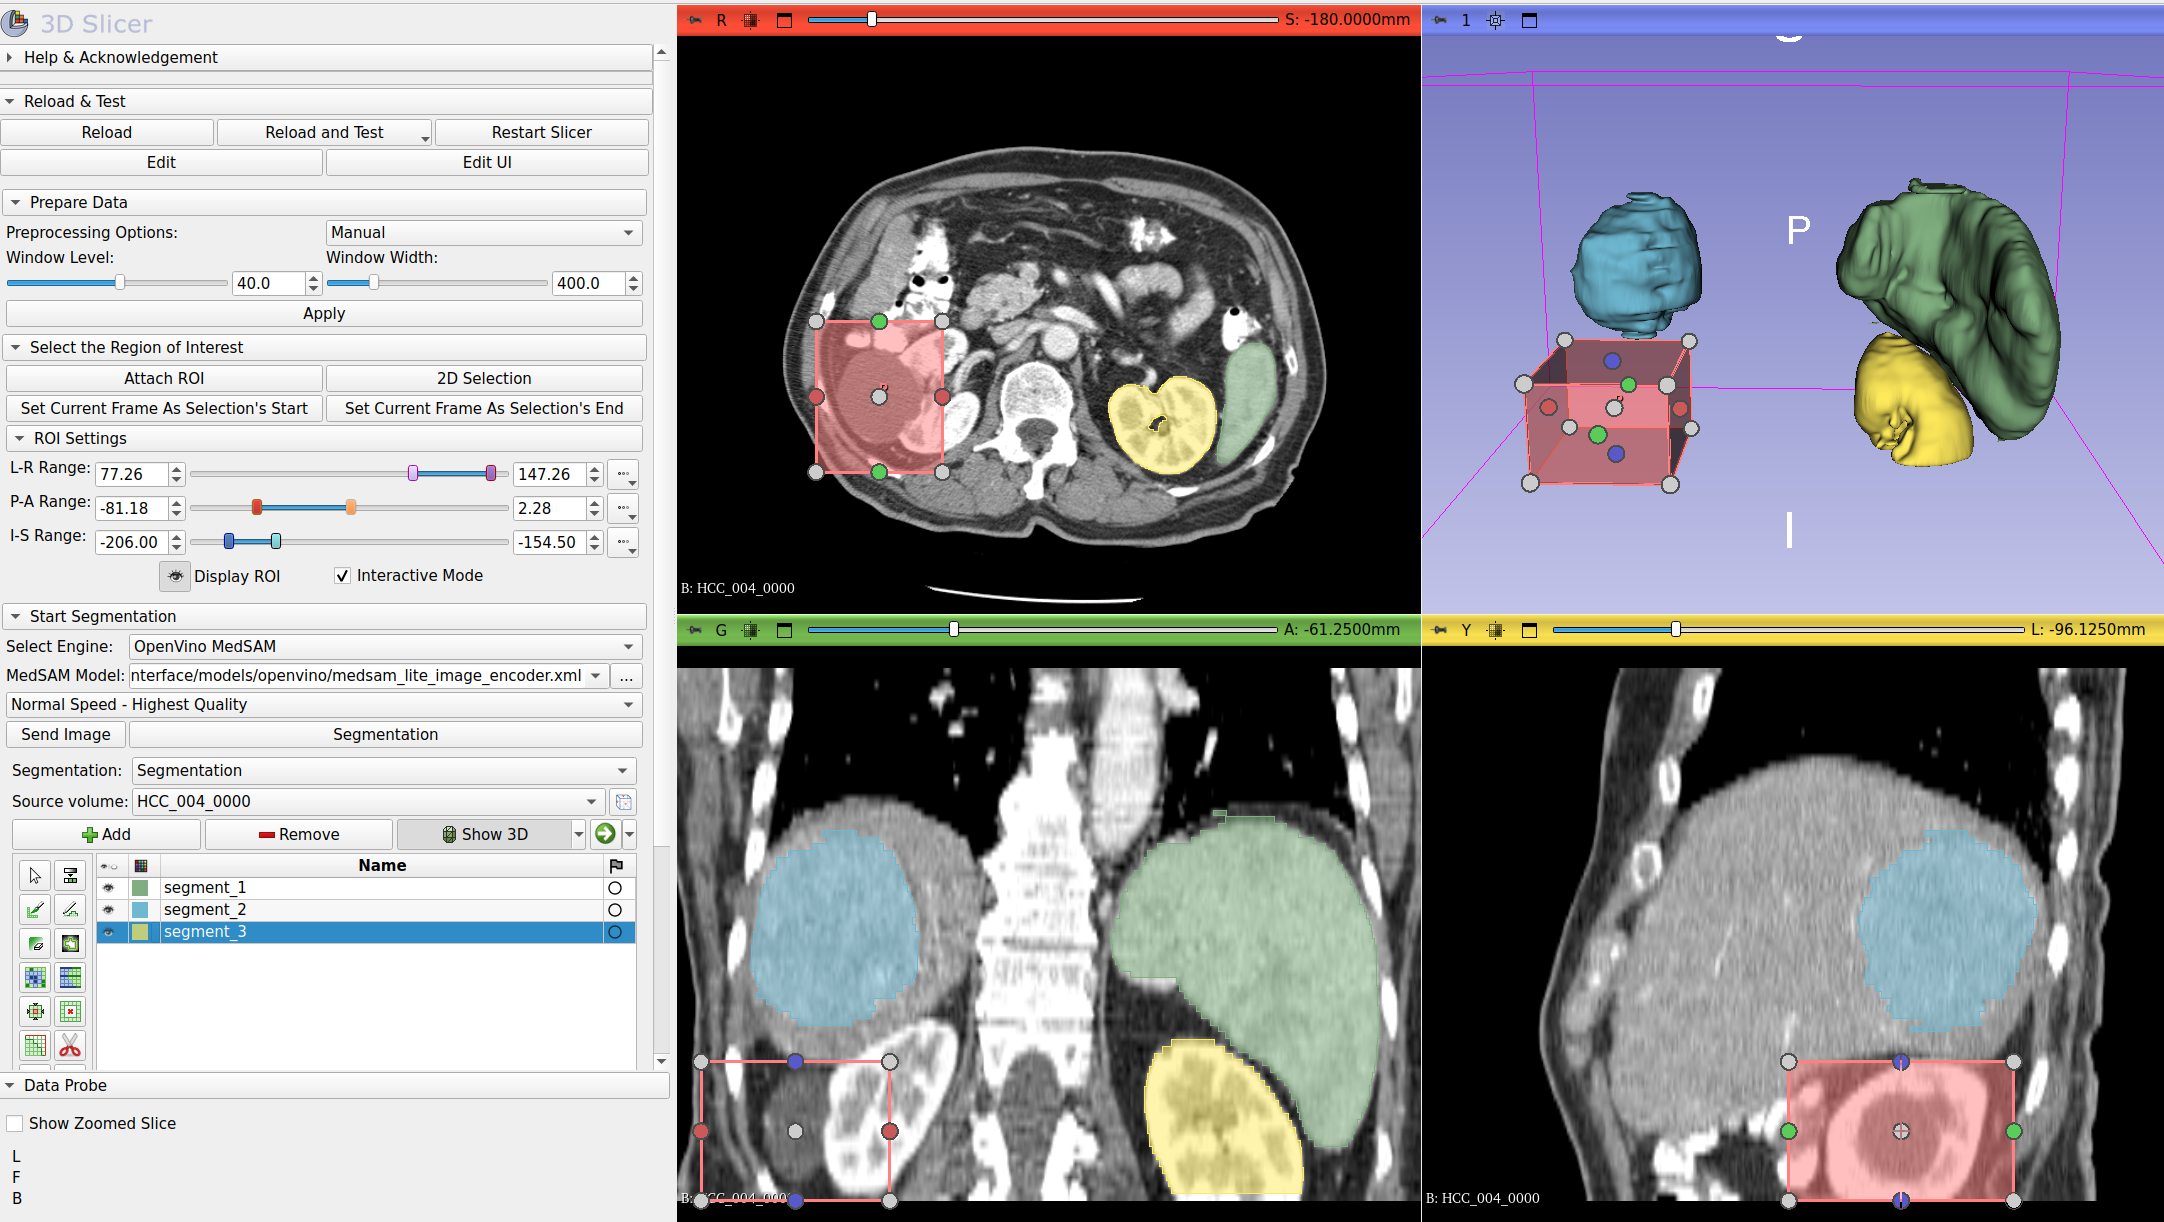 3D Slicer
Help & Acknowledgement
Reload & Test
Reload
Reload and Test
Restart Slicer
Edit
Edit UI
Prepare Data
Preprocessing Options:
Manual
Window Level:
Window Width:
40.0
400.0
Apply
Select the Region of Interest
Attach ROI
2D Selection
Set Current Frame As Selection's Start
Set Current Frame As Selection's End
ROI Settings
L-R Range:
77.26
147.26
...
P-A Range:
-81.18
2.28
...
I-S Range:
-206.00
-154.50
...
Display ROI
Interactive Mode
Start Segmentation
Select Engine:
OpenVino MedSAM
MedSAM Model:
nterface/models/openvino/medsam_lite_image_encoder.xml
...
Normal Speed - Highest Quality
Send Image
Segmentation
Segmentation:
Segmentation
Source volume:
HCC_004_0000
Add
Remove
Show 3D
Name
segment_1
segment_2
segment_3
Data Probe
Show Zoomed Slice
L
F
B
R
S: -180.0000mm
B: HCC_004_0000
1
P
I
G
A: -61.2500mm
Y
L: -96.1250mm
B: HCC_004_0000